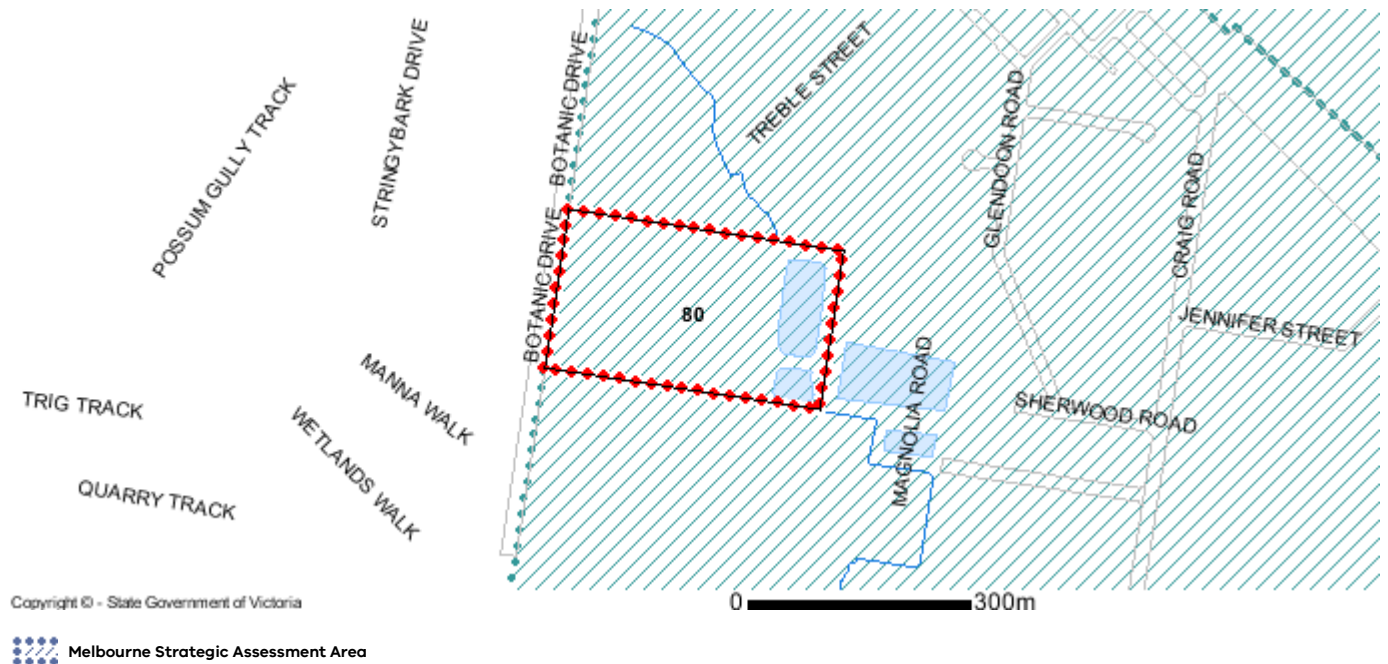 POSSUM GULLY TRACK
STRINGYBARK DRIVE
BOTANIC DRIVE
TREBLE STREET
GLENDOON ROAD
CRAIG ROAD
BOTANIC DRIVE
80
JENNIFER STREET
MANNA WALK
MAGNOLIA ROAD
TRIG TRACK
WETLANDS WALK
SHERWOOD ROAD
QUARRY TRACK
Copyright © - State Government of Victoria
0 300m
Melbourne Strategic Assessment Area